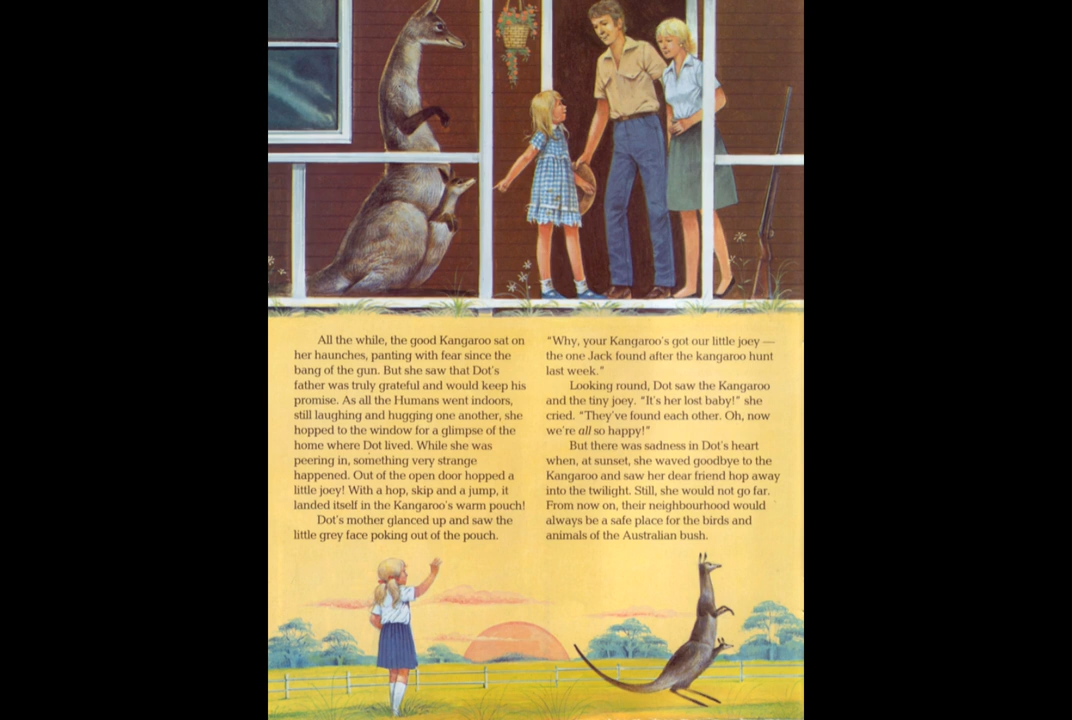 All the while, the good Kangaroo sat on
her haunches, panting with fear since the
bang of the gun. But she saw that Dot's
father was truly grateful and would keep his
promise. As all the Humans went indoors,
still laughing and hugging one another, she
hopped to the window for a glimpse of the
home where Dot lived. While she was
peering in, something very strange
happened. Out of the open door hopped a
little joey! With a hop, skip and a jump, it
landed itself in the Kangaroo's warm pouch!
Dot's mother glanced up and saw the
little grey face poking out of the pouch.
"Why, your Kangaroo's got our little joey —
the one Jack found after the kangaroo hunt
last week."
Looking round, Dot saw the Kangaroo
and the tiny joey. "It's her lost baby!" she
cried. "They've found each other. Oh, now
we're all so happy!"
But there was sadness in Dot's heart
when, at sunset, she waved goodbye to the
Kangaroo and saw her dear friend hop away
into the twilight. Still, she would not go far.
From now on, their neighbourhood would
always be a safe place for the birds and
animals of the Australian bush.